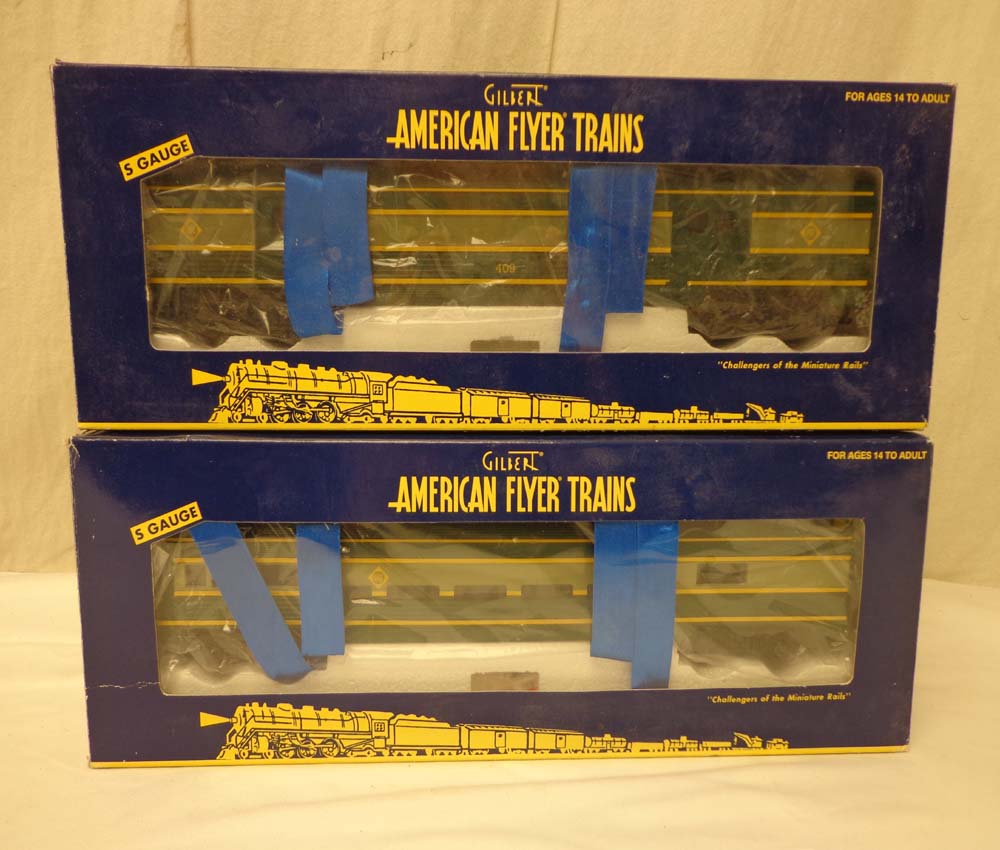 GILBERT®
AMERICAN FLYER® TRAINS
FOR AGES 14 TO ADULT
S GAUGE
409
"Challengers of the Miniature Rails"
GILBERT®
AMERICAN FLYER® TRAINS
FOR AGES 14 TO ADULT
S GAUGE
"Challengers of the Miniature Rails"